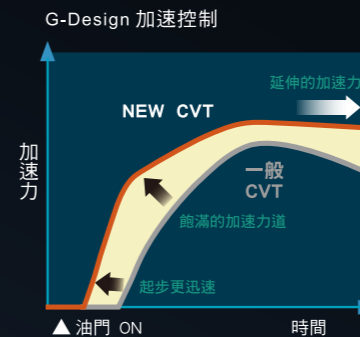 G-Design 加速控制
延伸的加速力
NEW CVT
加速力
一般
CVT
飽滿的加速力道
起步更迅速
▲油門 ON
時間